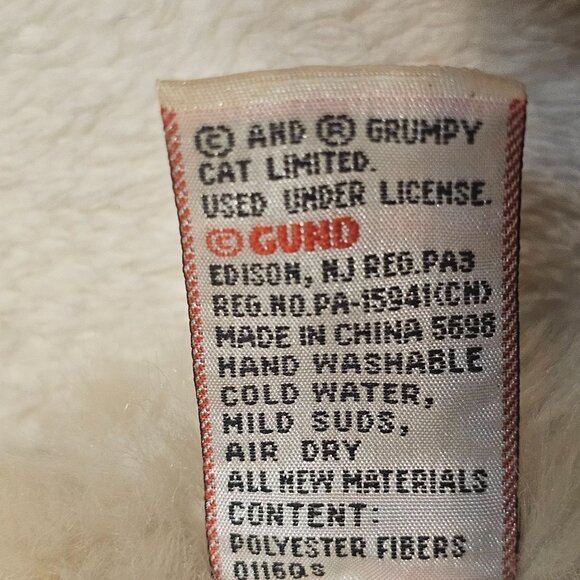 © AND ® GRUMPY
CAT LIMITED.
USED UNDER LICENSE.
© GUND
EDISON, NJ REG.PA3
REG.NO.PA-15941(CN)
MADE IN CHINA 5698
HAND WASHABLE
COLD WATER,
MILD SUDS,
AIR DRY
ALL NEW MATERIALS
CONTENT:
POLYESTER FIBERS